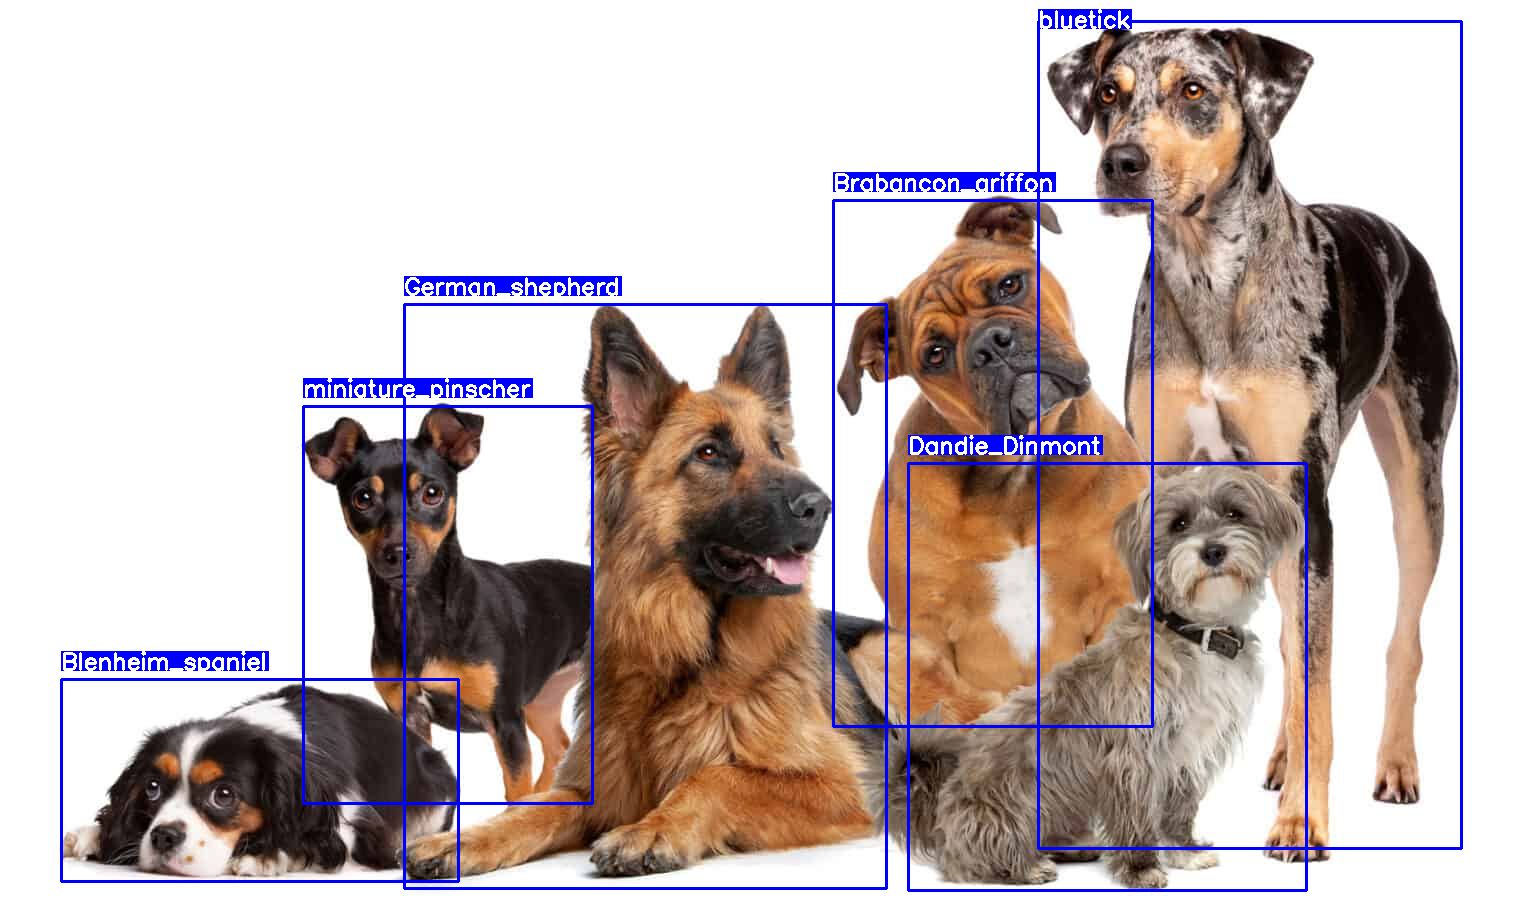 bluetick
Brabancon_griffon
German_shepherd
miniature_pinscher
Dandie_Dinmont
Blenheim_spaniel